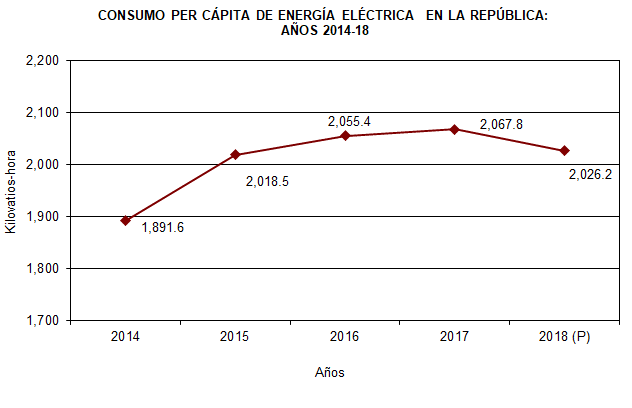 CONSUMO PER CÁPITA DE ENERGÍA ELÉCTRICA EN LA REPÚBLICA:
AÑOS 2014-18
2,200
2,100
2,000
1,900
1,800
1,700
Kilovatios-hora
1,891.6
2,018.5
2,055.4
2,067.8
2,026.2
2014 2015 2016 2017 2018 (P)
Años